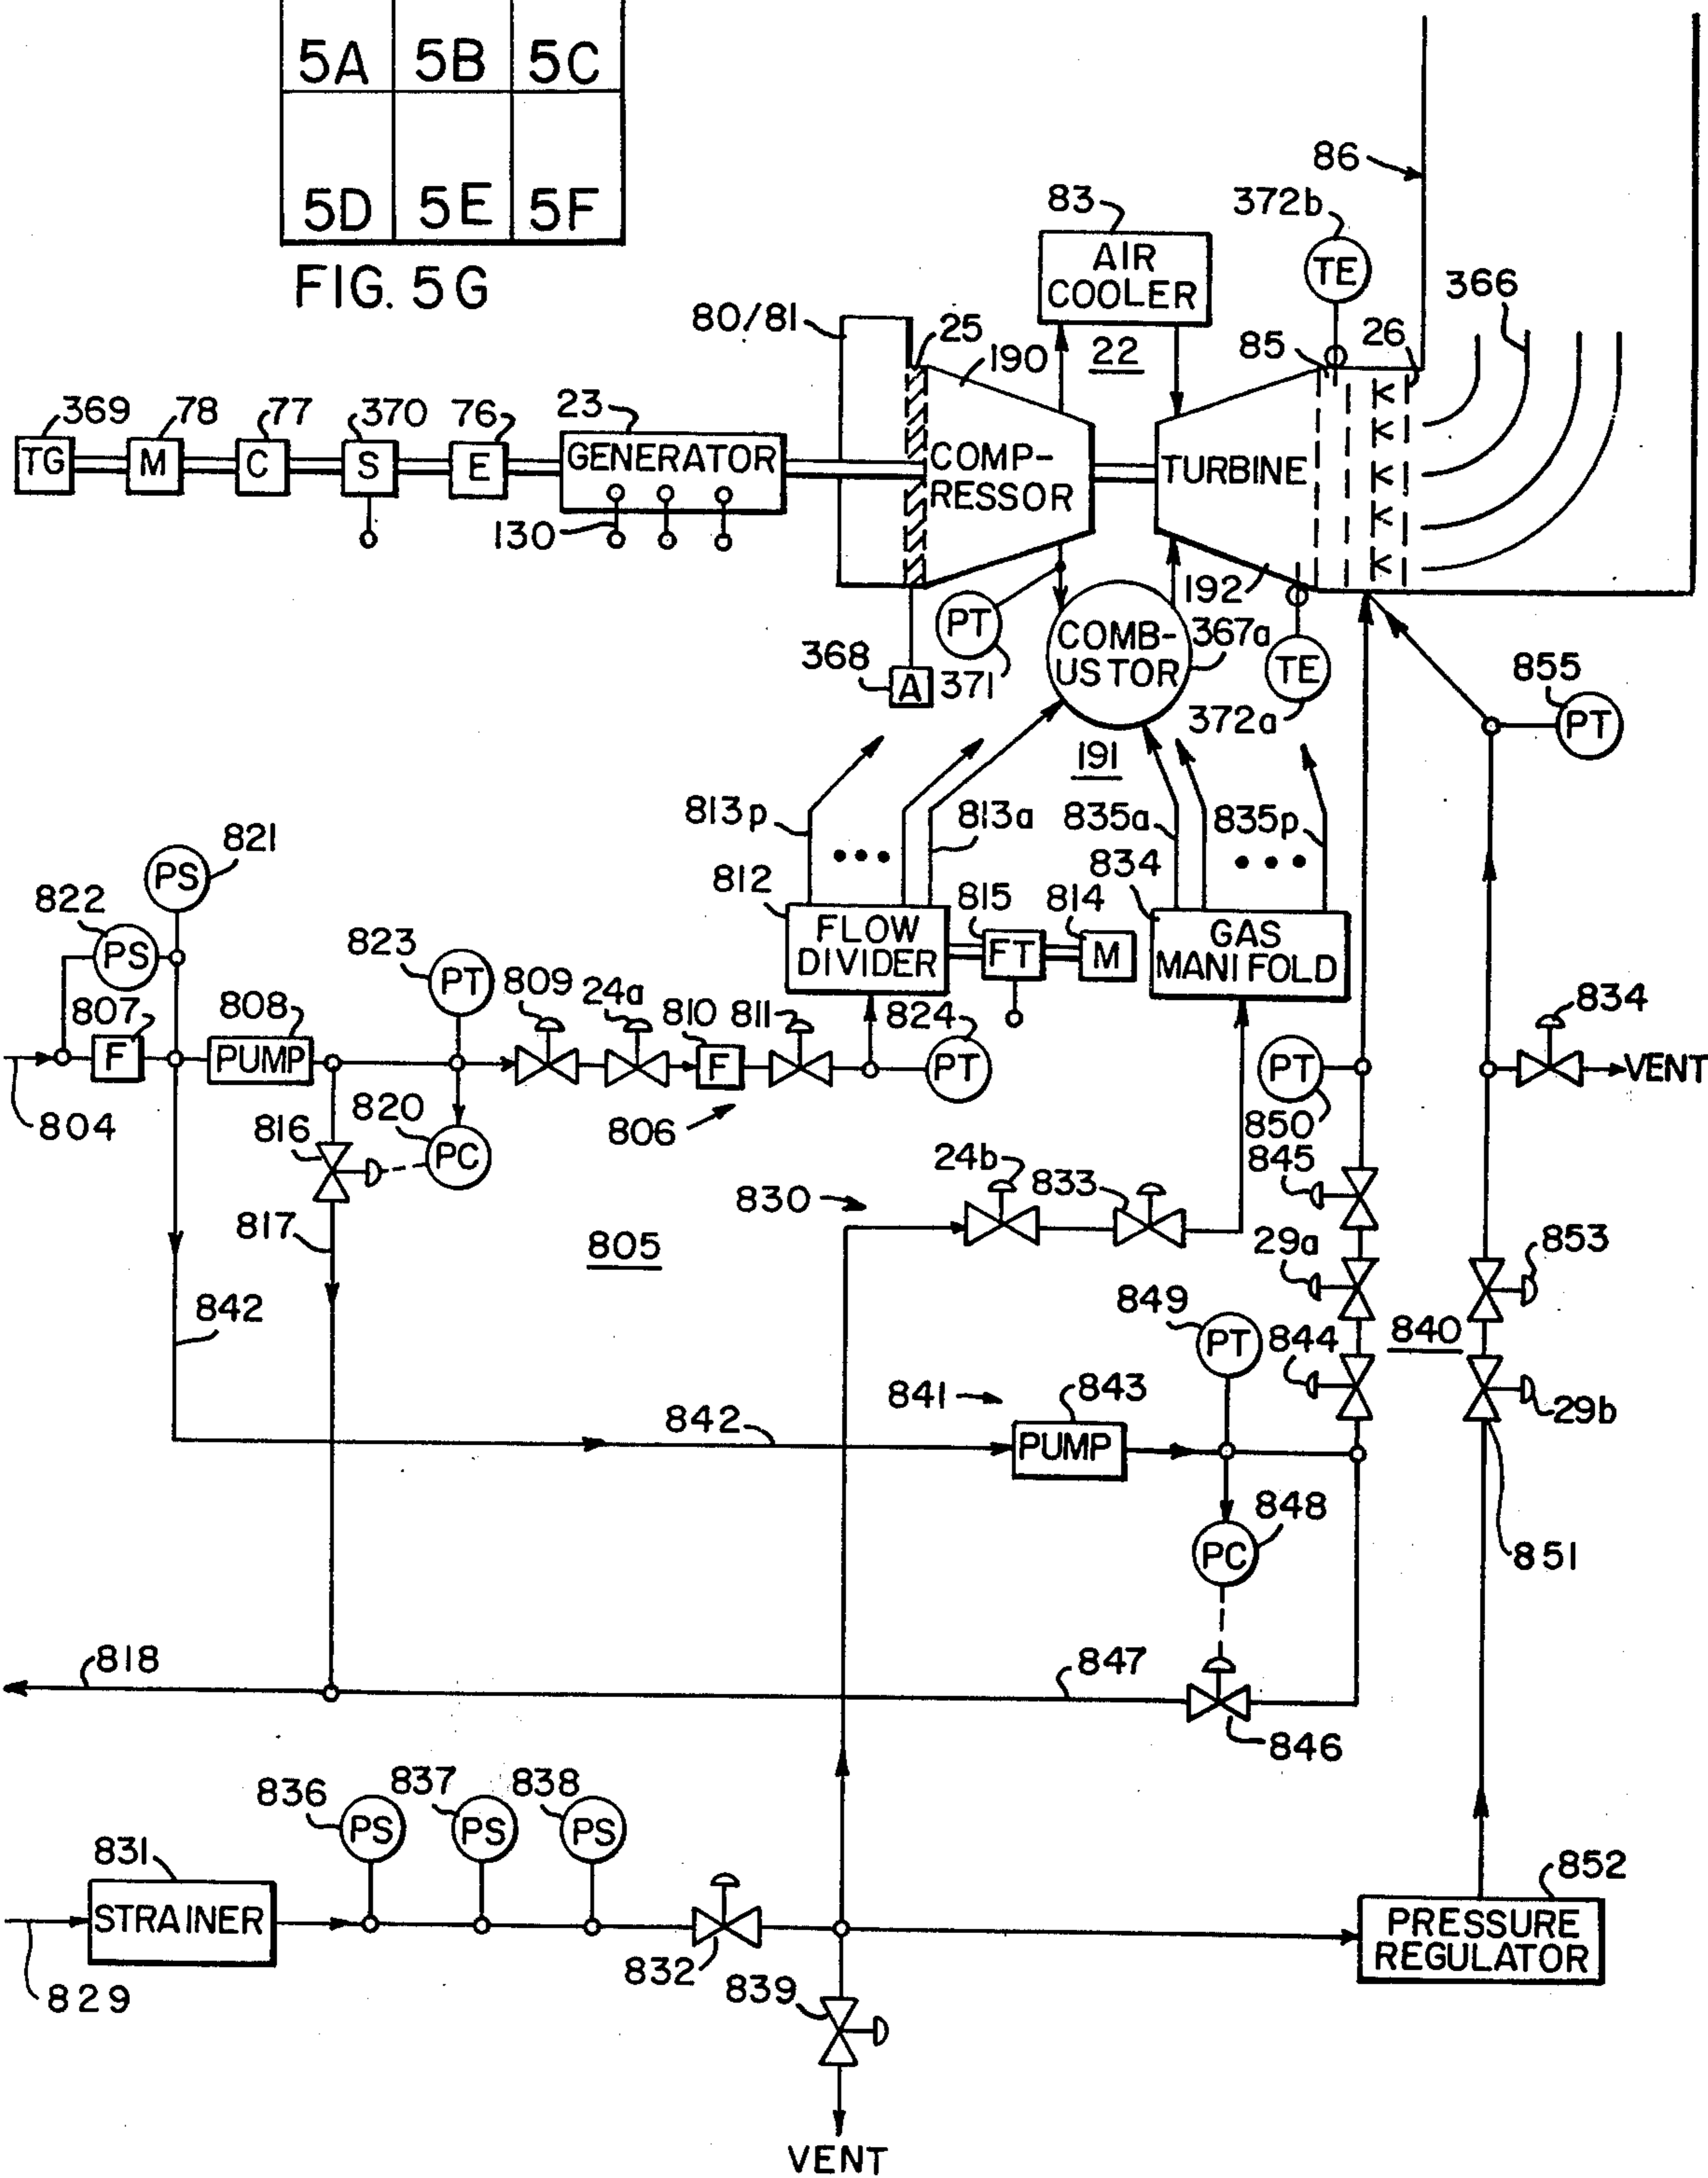 5A 5B 5C
5D 5E 5F
FIG. 5G
86
83
372b
AIR
COOLER
TE
366
80/81
25
190
22
85
26
369
78
77
370
76
23
TG
M
C
S
E
GENERATOR
COMP-
RESSOR
TURBINE
130
192
PT
COMB-
USTOR
367a
TE
368
A
371
372a
855
PT
191
813p
813a
835a
835p
821
PS
812
815
814
834
822
PS
823
PT
FLOW
DIVIDER
FT
M
GAS
MANIFOLD
807
808
809
24a
810
811
824
834
F
PUMP
F
PT
PT
VENT
804
816
820
PC
806
850
24b
833
845
830
817
805
29a
853
842
849
PT
844
840
841
843
29b
842
PUMP
848
PC
851
818
847
846
836
837
838
PS
PS
PS
831
852
STRAINER
PRESSURE
REGULATOR
832
829
839
VENT